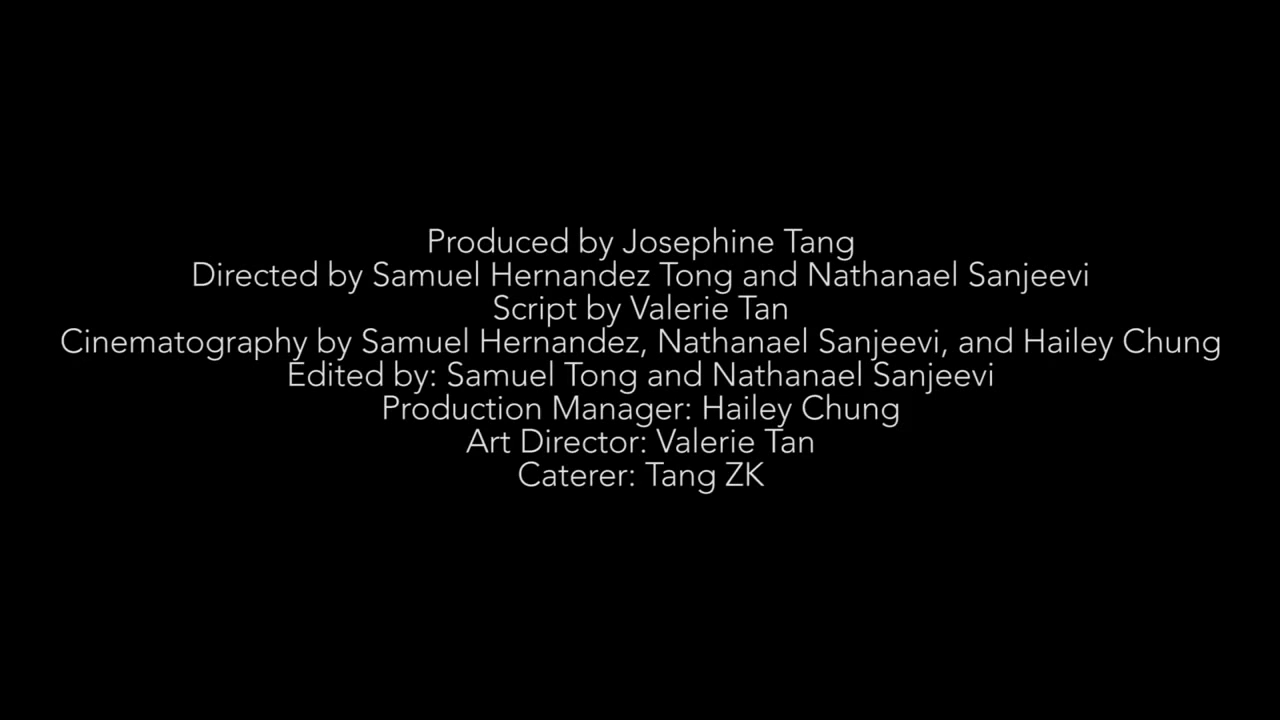 Produced by Josephine Tang
Directed by Samuel Hernandez Tong and Nathanael Sanjeevi
Script by Valerie Tan
Cinematography by Samuel Hernandez, Nathanael Sanjeevi, and Hailey Chung
Edited by: Samuel Tong and Nathanael Sanjeevi
Production Manager: Hailey Chung
Art Director: Valerie Tan
Caterer: Tang ZK